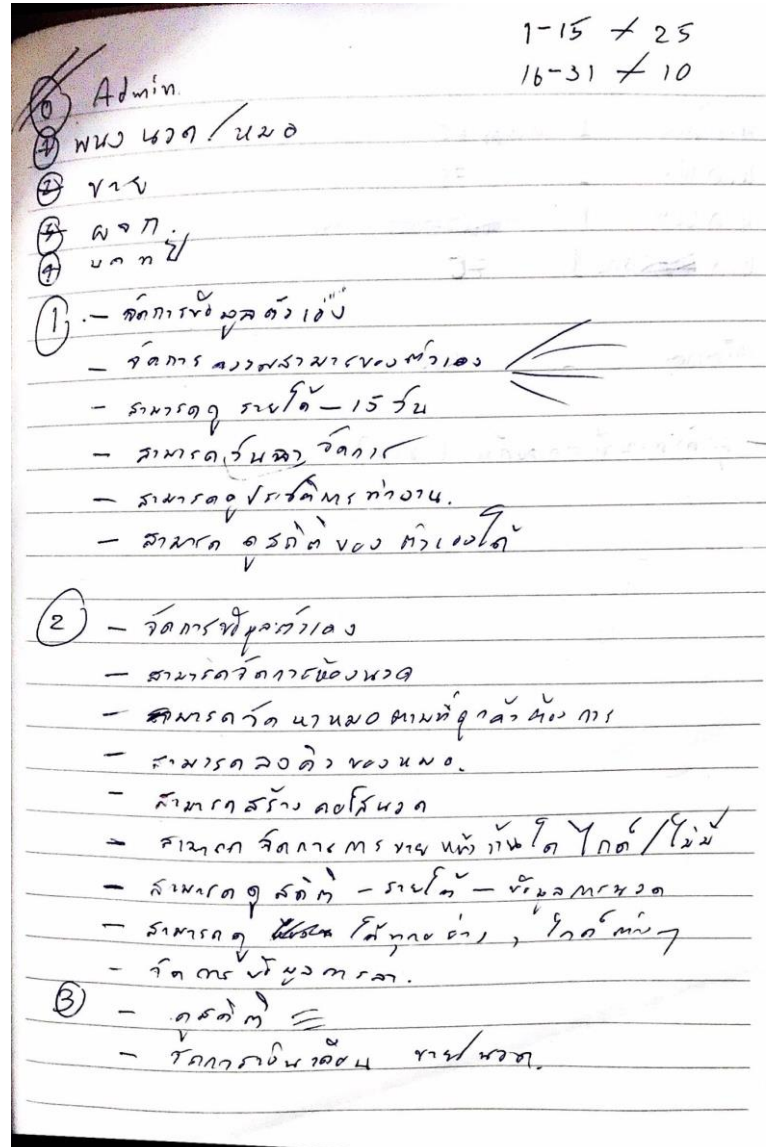 1-15 → 25
16-31 → 10
0 Admin.
1 พนง นวด / หมอ
2 ขาย
3 ผจก.
4
1 - จัดการข้อมูลตัวเอง
- จัดการ ความสามารถของตัวเอง
- สามารถดู รายได้ - 15 วัน
- สามารถ วันลา จัดการ
- สามารถดูประวัติการทำงาน.
- สามารถ ดูสถิติ ของ ตัวเองได้
2 - จัดการข้อมูลตัวเอง
- สามารถจัดการห้องนวด
- สามารถจัด หาหมอ ตามที่ลูกค้าต้องการ
- สามารถ ลงคิว ของหมอ.
- สามารถ สร้าง คอร์สนวด
- สามารถ จัดการ การ ขาย หน้าร้าน ไกด์ / ไม่มี
- สามารถ ดู สถิติ - รายได้ - ข้อมูลการนวด
- สามารถดู ได้ทุกอย่าง , ไกด์ ต่างๆ
- จัดการ ข้อมูลการลา.
3 - ดูสถิติ
- จัดการเงินเดือน ขาย/นวด.